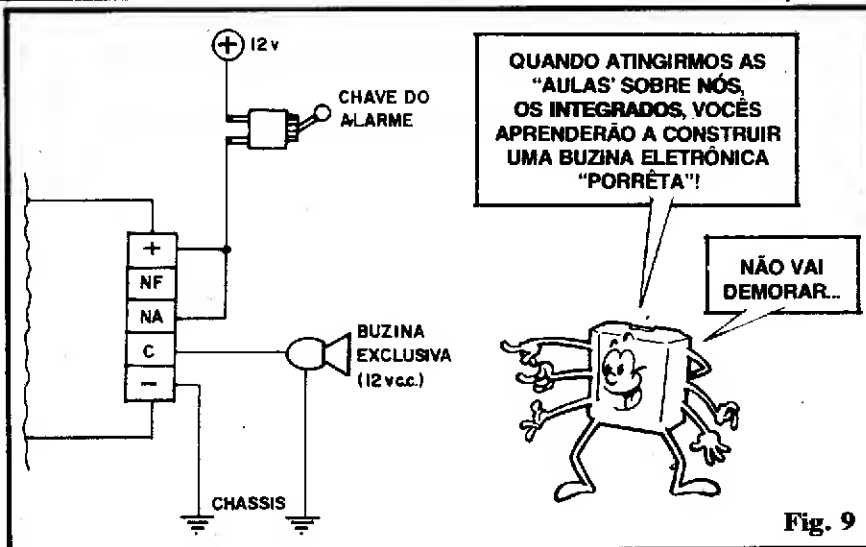 + 12 v
CHAVE DO
ALARME
+
NF
NA
C
−
BUZINA
EXCLUSIVA
(12 v c.c.)
CHASSIS
QUANDO ATINGIRMOS AS
"AULAS' SOBRE NÓS,
OS INTEGRADOS, VOCÊS
APRENDERÃO A CONSTRUIR
UMA BUZINA ELETRÔNICA
"PORRÊTA"!
NÃO VAI
DEMORAR...
Fig. 9